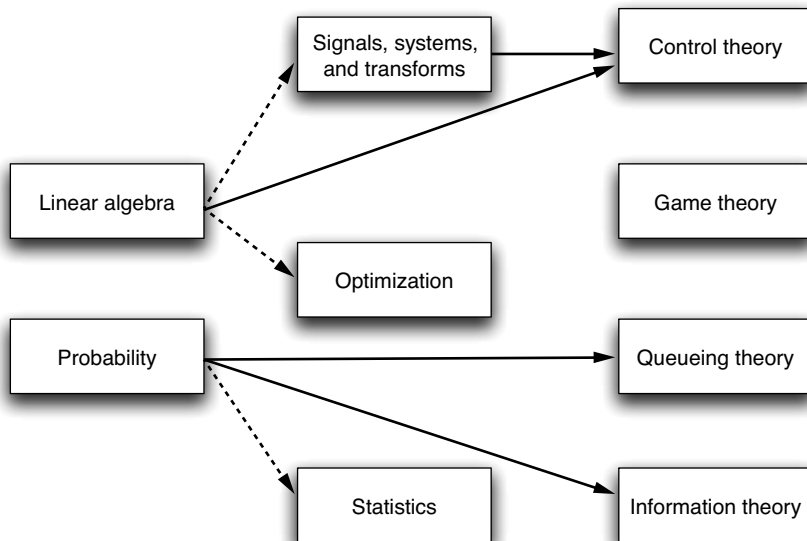 Signals, systems,
and transforms
Control theory
Linear algebra
Game theory
Optimization
Probability
Queueing theory
Statistics
Information theory